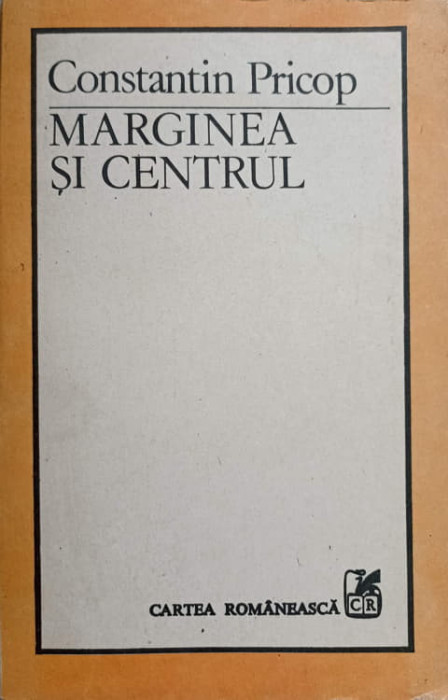 Constantin Pricop
MARGINEA
ȘI CENTRUL
CARTEA ROMÂNEASCĂ
CR